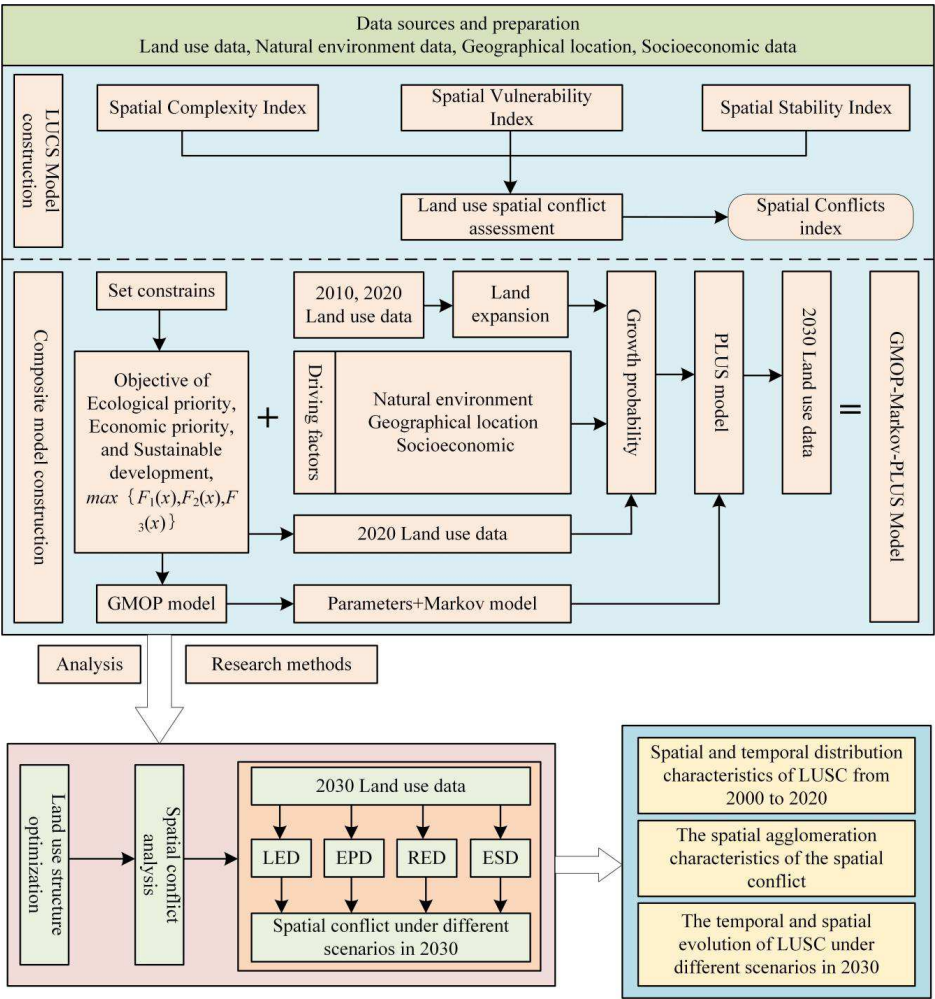 Data sources and preparation
Land use data, Natural environment data, Geographical location, Socioeconomic data
LUCS Model
construction
Spatial Complexity Index
Spatial Vulnerability
Index
Spatial Stability Index
Land use spatial conflict
assessment
Spatial Conflicts
index
Composite model construction
Set constrains
Objective of
Ecological priority,
Economic priority,
and Sustainable
development,
max {F1(x),F2(x),F
3(x)}
GMOP model
+
2010, 2020
Land use data
Land
expansion
Driving factors
Natural environment
Geographical location
Socioeconomic
2020 Land use data
Parameters+Markov model
Growth probability
PLUS model
2030 Land use data
=
GMOP-Markov-PLUS Model
Analysis
Research methods
Land use structure
optimization
Spatial conflict
analysis
2030 Land use data
LED
EPD
RED
ESD
Spatial conflict under different
scenarios in 2030
Spatial and temporal distribution
characteristics of LUSC from
2000 to 2020
The spatial agglomeration
characteristics of the spatial
conflict
The temporal and spatial
evolution of LUSC under
different scenarios in 2030